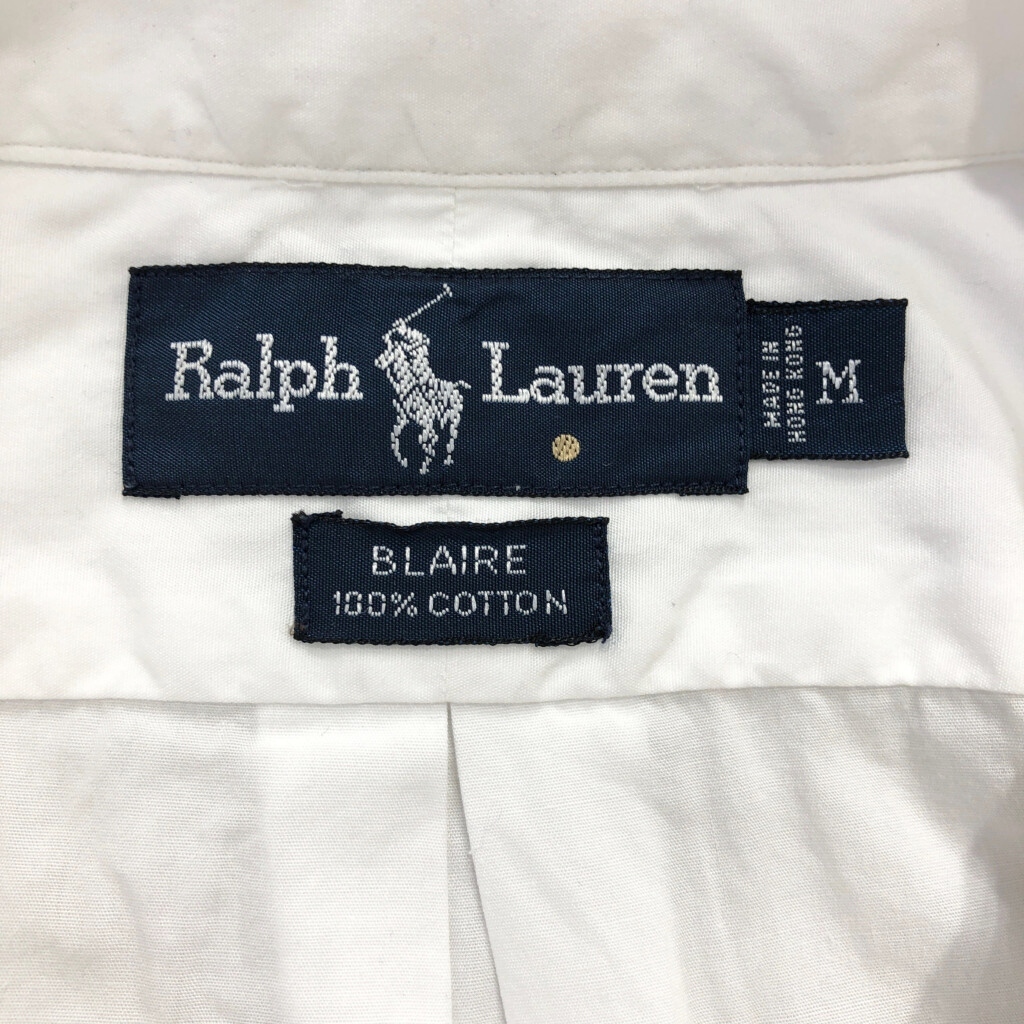 Ralph Lauren
MADE IN
HONG KONG
M
BLAIRE
100% COTTON